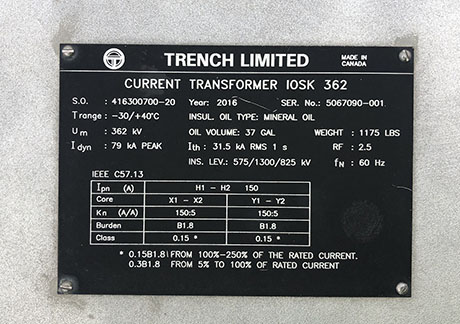 TRENCH LIMITED
MADE IN
CANADA
CURRENT TRANSFORMER IOSK 362
S.O. : 416300700-20 Year: 2016 SER. No.: 5067090-001
T range : -30/+40°C INSUL OIL TYPE: MINERAL OIL
Um : 362 kV OIL VOLUME: 37 GAL WEIGHT : 1175 LBS
I dyn : 79 kA PEAK Ith : 31.5 kA RMS 1 s RF : 2.5
INS. LEV.: 575/1300/825 kV fN : 60 Hz
IEEE C57.13
Ipn (A) H1 - H2 150
Core X1 - X2 Y1 - Y2
Kn (A/A) 150:5 150:5
Burden B1.8 B1.8
Class 0.15 * 0.15 *
* 0.15B1.8 | FROM 100%-250% OF THE RATED CURRENT.
0.3B1.8 | FROM 5% TO 100% OF RATED CURRENT